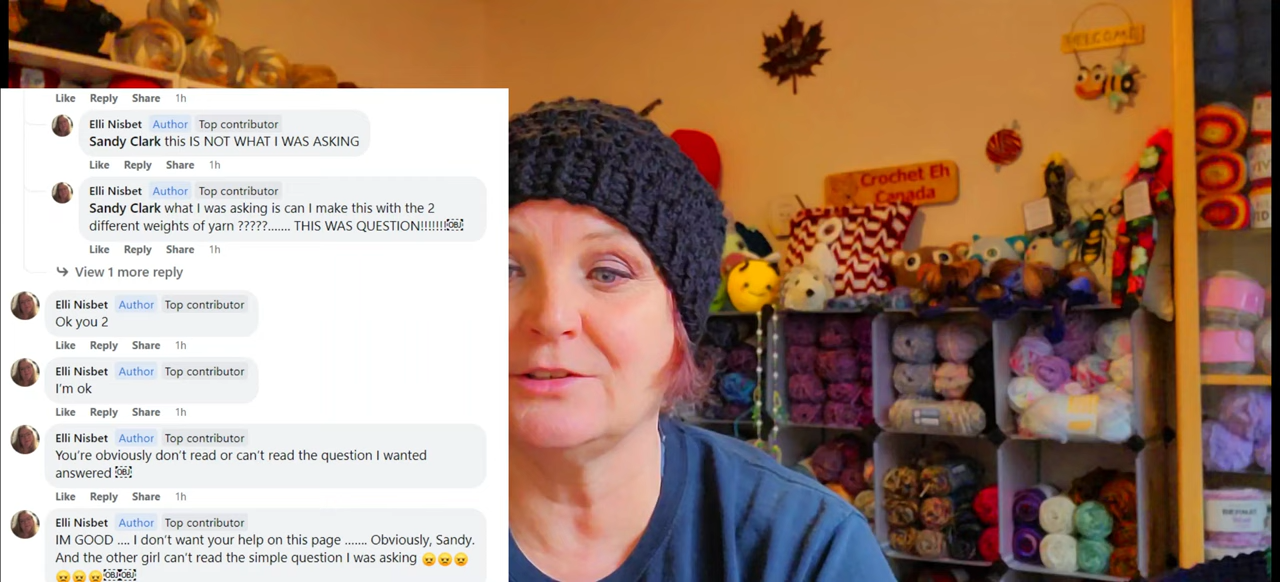 Like Reply Share 1h
Elli Nisbet Author Top contributor
Sandy Clark this IS NOT WHAT I WAS ASKING
Like Reply Share 1h
Elli Nisbet Author Top contributor
Sandy Clark what I was asking is can I make this with the 2
different weights of yarn ?????....... THIS WAS QUESTION!!!!!!!OBJ
Like Reply Share 1h
View 1 more reply
Elli Nisbet Author Top contributor
Ok you 2
Like Reply Share 1h
Elli Nisbet Author Top contributor
I'm ok
Like Reply Share 1h
Elli Nisbet Author Top contributor
You're obviously don't read or can't read the question I wanted
answered OBJ
Like Reply Share 1h
Elli Nisbet Author Top contributor
IM GOOD .... I don't want your help on this page ....... Obviously, Sandy.
And the other girl can't read the simple question I was asking 😠😠😠
😠😠😠OBJOBJ
WELCOME
Crochet Eh
Canada
BERNAT